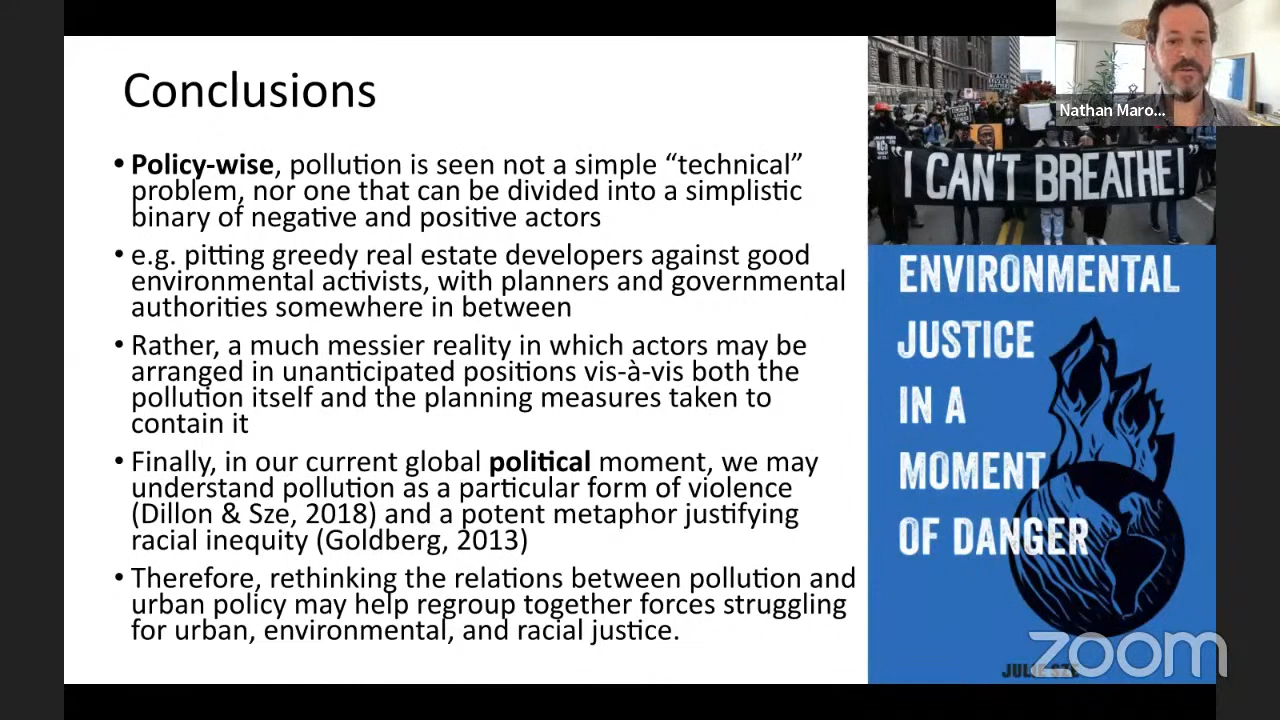 Conclusions
• Policy-wise, pollution is seen not a simple “technical”
problem, nor one that can be divided into a simplistic
binary of negative and positive actors
• e.g. pitting greedy real estate developers against good
environmental activists, with planners and governmental
authorities somewhere in between
• Rather, a much messier reality in which actors may be
arranged in unanticipated positions vis-à-vis both the
pollution itself and the planning measures taken to
contain it
• Finally, in our current global political moment, we may
understand pollution as a particular form of violence
(Dillon & Sze, 2018) and a potent metaphor justifying
racial inequity (Goldberg, 2013)
• Therefore, rethinking the relations between pollution and
urban policy may help regroup together forces struggling
for urban, environmental, and racial justice.
Nathan Maro...
"I CAN'T BREATHE!"
ENVIRONMENTAL
JUSTICE
IN A
MOMENT
OF DANGER
JULIE SZE
zoom